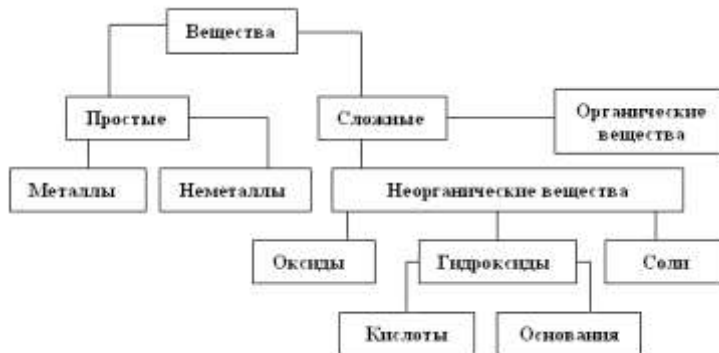 Вещества
Простые
Сложные
Органические
вещества
Металлы
Неметаллы
Неорганические вещества
Оксиды
Гидроксиды
Соли
Кислоты
Основания